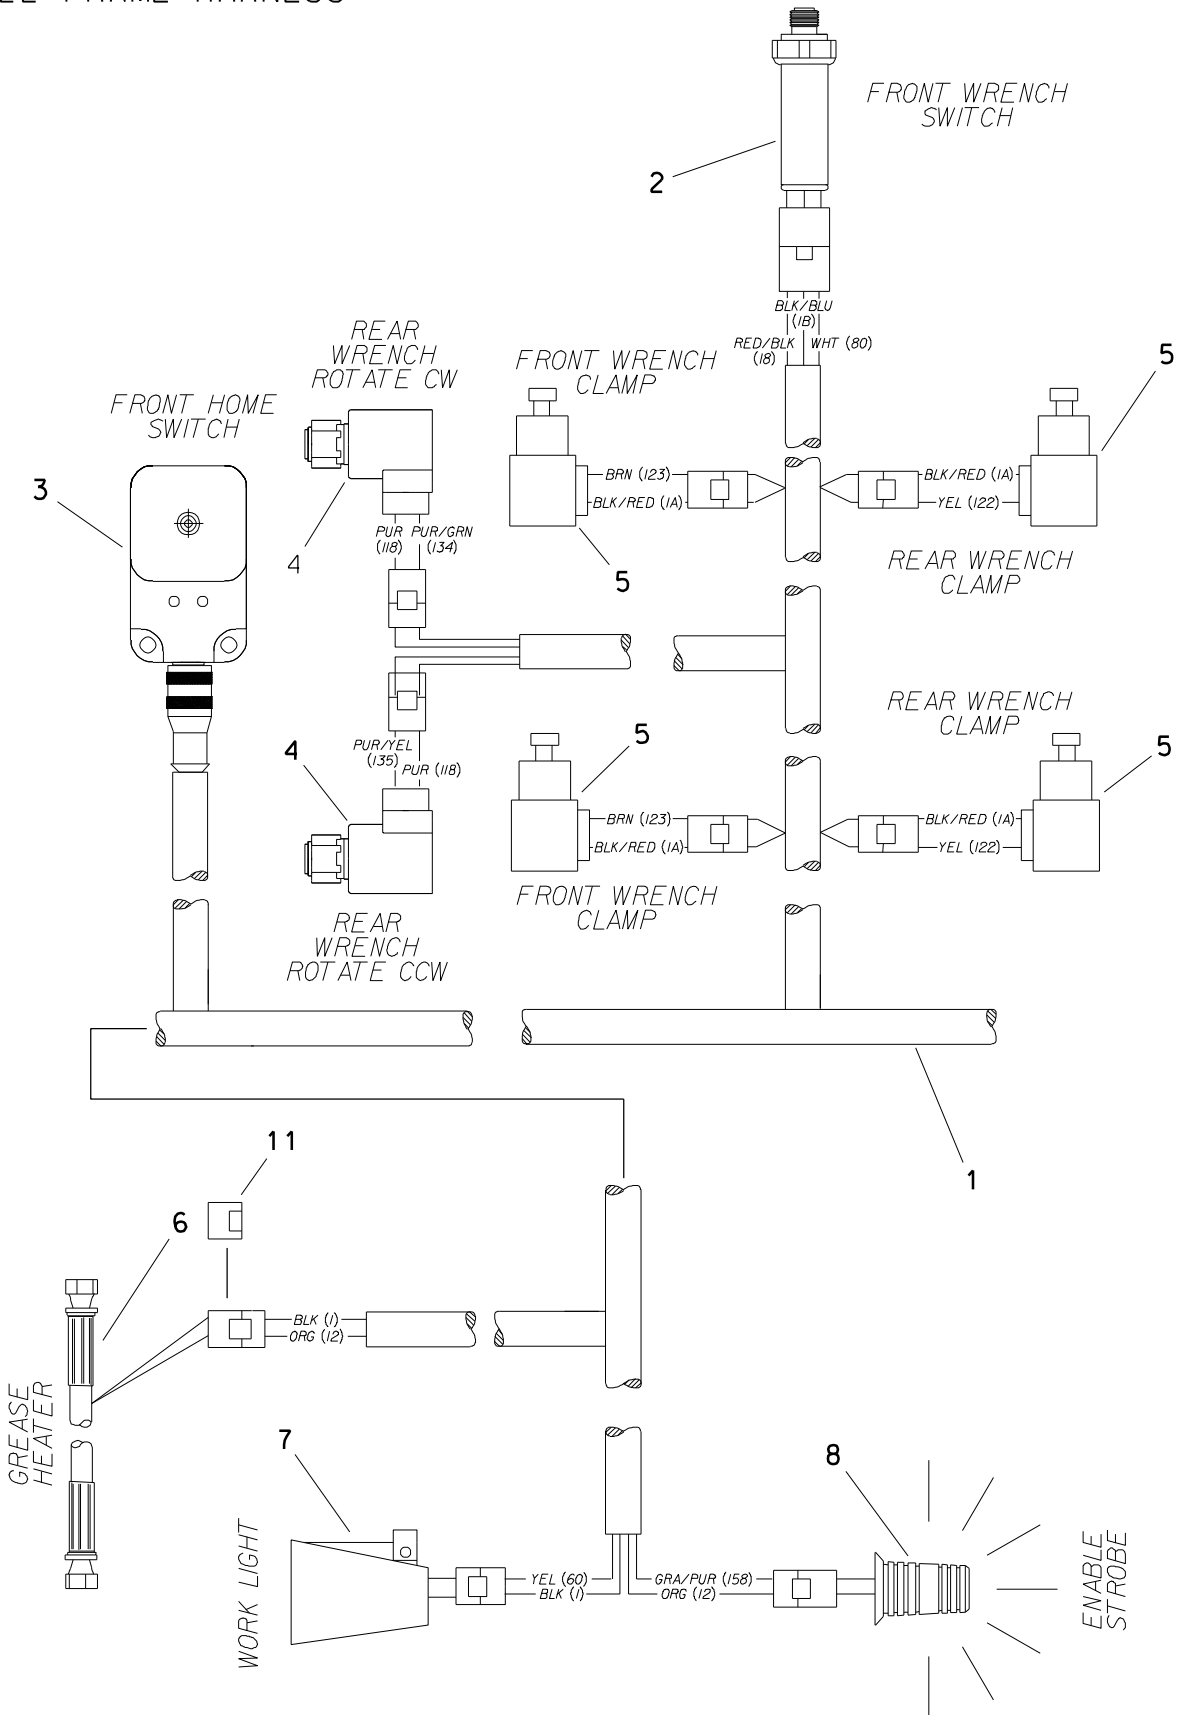 FRAME HARNESS
FRONT WRENCH
SWITCH
2
BLK/BLU
(1B)
RED/BLK
(18)
WHT (80)
REAR
WRENCH
ROTATE CW
FRONT WRENCH
CLAMP
5
FRONT HOME
SWITCH
3
BRN (123)
BLK/RED (1A)
BLK/RED (1A)
YEL (122)
4
PUR
(118)
PUR/GRN
(134)
5
REAR WRENCH
CLAMP
REAR WRENCH
CLAMP
4
PUR/YEL
(135)
PUR (118)
5
5
BRN (123)
BLK/RED (1A)
BLK/RED (1A)
YEL (122)
FRONT WRENCH
CLAMP
REAR
WRENCH
ROTATE CCW
1
11
6
BLK (1)
ORG (12)
GREASE
HEATER
7
8
WORK LIGHT
YEL (60)
BLK (1)
GRA/PUR (158)
ORG (12)
ENABLE
STROBE